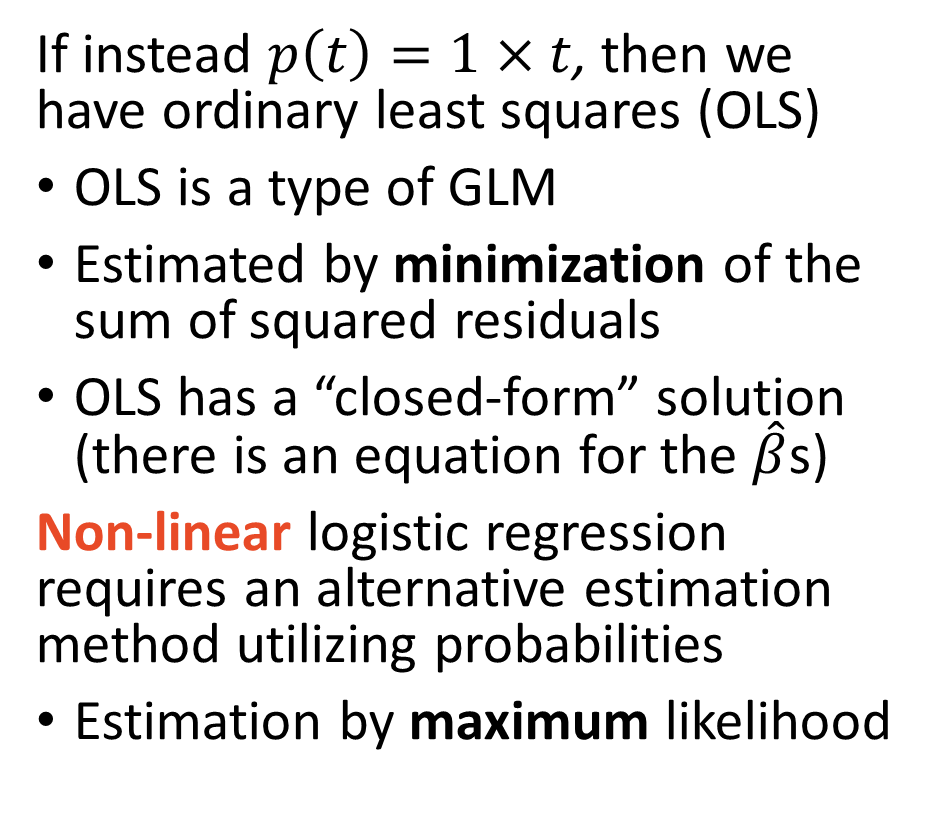 If instead 𝑝(𝑡) = 1 × 𝑡, then we
have ordinary least squares (OLS)
• OLS is a type of GLM
• Estimated by minimization of the
sum of squared residuals
• OLS has a “closed-form” solution
(there is an equation for the 𝛽̂s)
Non-linear logistic regression
requires an alternative estimation
method utilizing probabilities
• Estimation by maximum likelihood